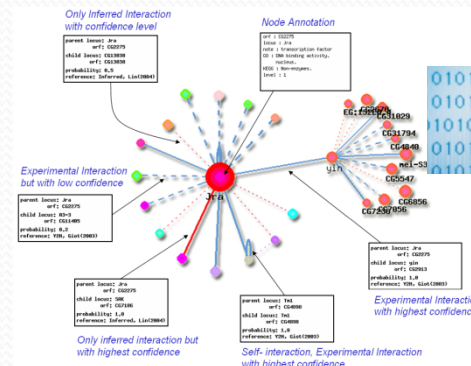 Only Inferred Interaction
with confidence level
Node Annotation
parent locus: Jra
orf: CG2275
child locus: CG13030
orf: CG13030
probability: 0,5
reference: Inferred, Lin(2004)
orf : CG2275
locus : Jra
note : transcription factor
GO : DNA binding activity,
nucleus.
KEGG : Non-enzymes.
level : 1
CG31029
CG31794
CG4840
mei-S3
CG5547
CG6856
CG7856
yin
Jra
Experimental Interaction
but with low confidence
parent locus: Jra
orf: CG2275
child locus: A3-3
orf: CG11405
probability: 0,2
reference: Y2H, Giot(2003)
parent locus: Jra
orf: CG2275
child locus: SAK
orf: CG7186
probability: 1,0
reference: Inferred, Lin(2004)
parent locus: Tm1
orf: CG4898
child locus: Tm1
orf: CG4898
probability: 1,0
reference: Y2H, Giot(2003)
parent locus: Jra
orf: CG2275
child locus: yin
orf: CG2913
probability: 1,0
reference: Y2H, Giot(2003)
Experimental Interactio
with highest confidenc
Only inferred interaction but
with highest confidence
Self- interaction, Experimental Interaction
with highest confidence